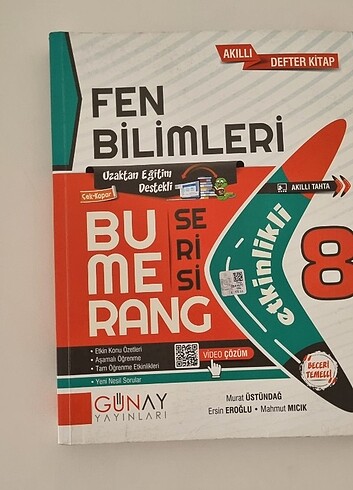 AKILLI
DEFTER KİTAP
FEN
BİLİMLERİ
Uzaktan Eğitim
Destekli
Çek-Kopar
AKILLI TAHTA
BU
ME
RANG
SE
Rİ
Sİ
etkinlikli
8
• Etkin Konu Özetleri
• Aşamalı Öğrenme
• Tam Öğrenme Etkinlikleri
• Yeni Nesil Sorular
VIDEO ÇÖZÜM
BECERİ
TEMELLİ
GÜNAY
YAYINLARI
Murat ÜSTÜNDAĞ
Ersin EROĞLU • Mahmut MICIK